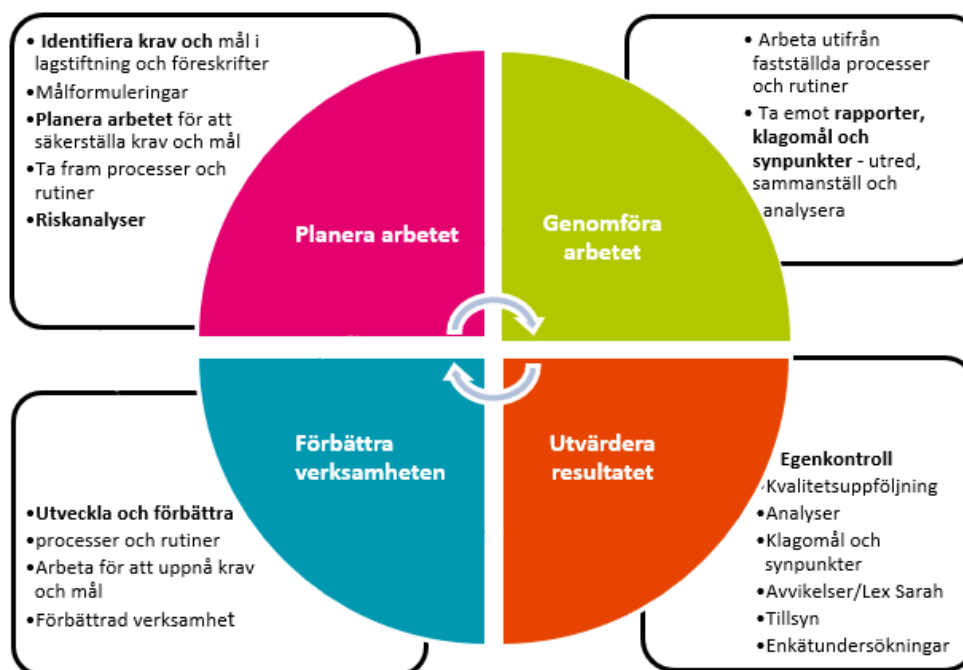 • Identifiera krav och mål i
lagstiftning och föreskrifter
•Målformuleringar
•Planera arbetet för att
säkerställa krav och mål
•Ta fram processer och
rutiner
•Riskanalyser
• Arbeta utifrån
fastställda processer
och rutiner
• Ta emot rapporter,
klagomål och
synpunkter - utred,
sammanställ och
analysera
Planera arbetet
Genomföra
arbetet
Förbättra
verksamheten
Utvärdera
resultatet
•Utveckla och förbättra
•processer och rutiner
•Arbeta för att uppnå krav
och mål
•Förbättrad verksamhet
Egenkontroll
•Kvalitetsuppföljning
•Analyser
•Klagomål och
synpunkter
•Avvikelser/Lex Sarah
•Tillsyn
•Enkätundersökningar